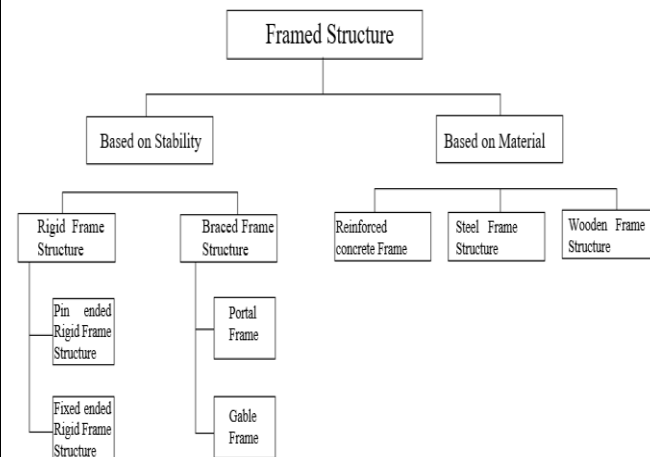 Framed Structure
Based on Stability
Based on Material
Rigid Frame
Structure
Braced Frame
Structure
Reinforced
concrete Frame
Steel Frame
Structure
Wooden Frame
Structure
Pin ended
Rigid Frame
Structure
Portal
Frame
Fixed ended
Rigid Frame
Structure
Gable
Frame